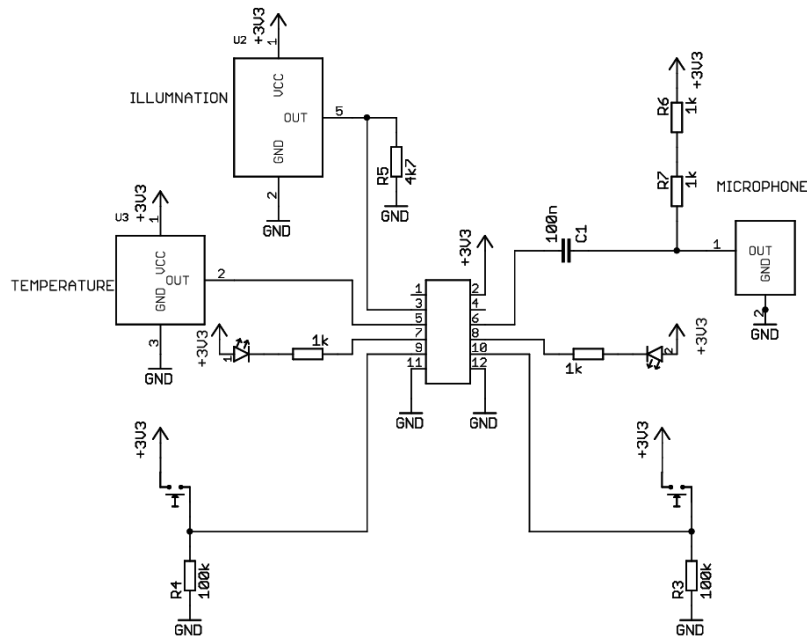 U2
+3V3
1
ILLUMNATION
VCC
OUT
GND
5
2
GND
R5
4k7
GND
+3V3
R6
1k
R7
1k
MICROPHONE
1
OUT
GND
2
GND
100n
C1
U3
+3V3
1
TEMPERATURE
VCC
OUT
GND
2
3
GND
+3V3
1 2
3 4
5 6
7 8
9 10
11 12
GND
GND
+3V3
1
1k
1k
2
+3V3
+3V3
R4
100k
GND
+3V3
R3
100k
GND